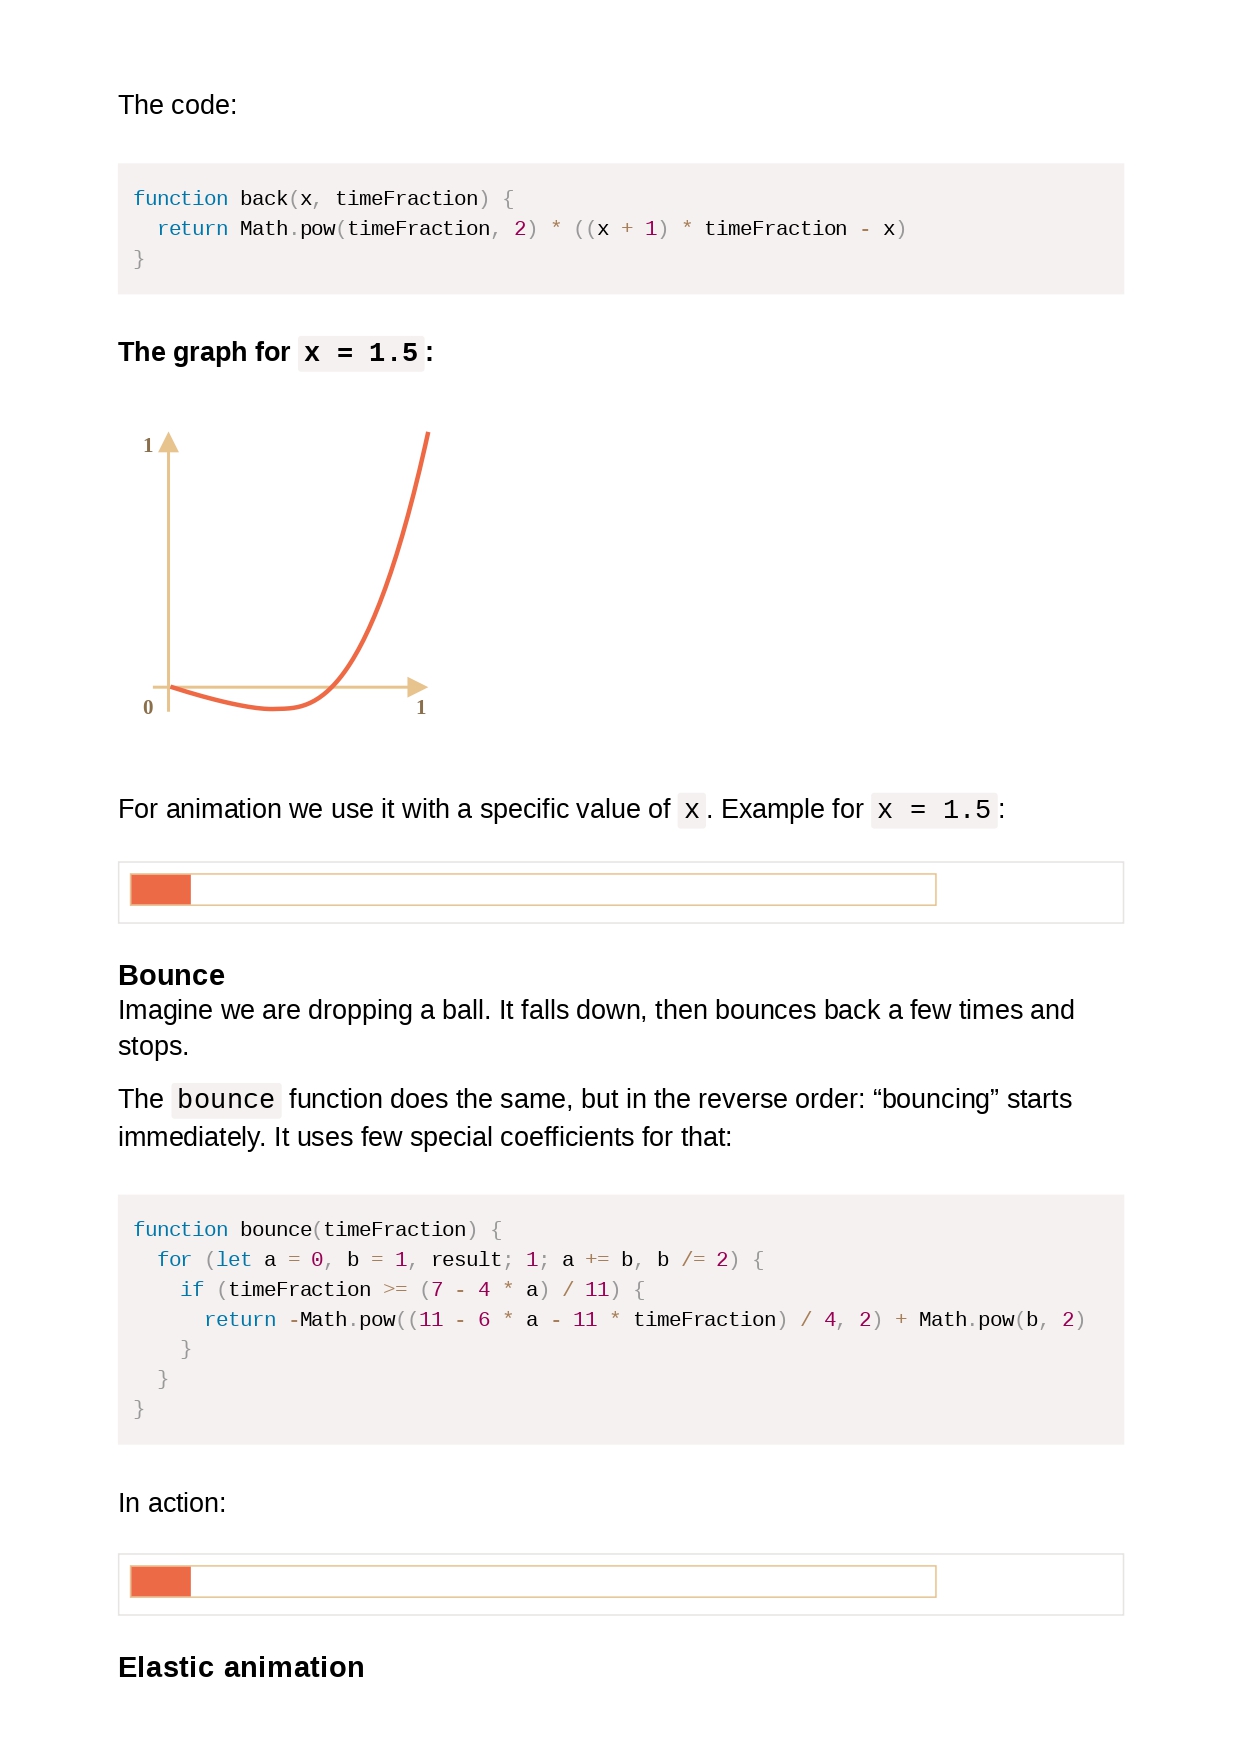 The code:
function back(x, timeFraction) {
  return Math.pow(timeFraction, 2) * ((x + 1) * timeFraction - x)
}
The graph for x = 1.5:
1
0
1
For animation we use it with a specific value of x. Example for x = 1.5:
Bounce
Imagine we are dropping a ball. It falls down, then bounces back a few times and
stops.
The bounce function does the same, but in the reverse order: “bouncing” starts
immediately. It uses few special coefficients for that:
function bounce(timeFraction) {
  for (let a = 0, b = 1, result; 1; a += b, b /= 2) {
    if (timeFraction >= (7 - 4 * a) / 11) {
      return -Math.pow((11 - 6 * a - 11 * timeFraction) / 4, 2) + Math.pow(b, 2)
    }
  }
}
In action:
Elastic animation